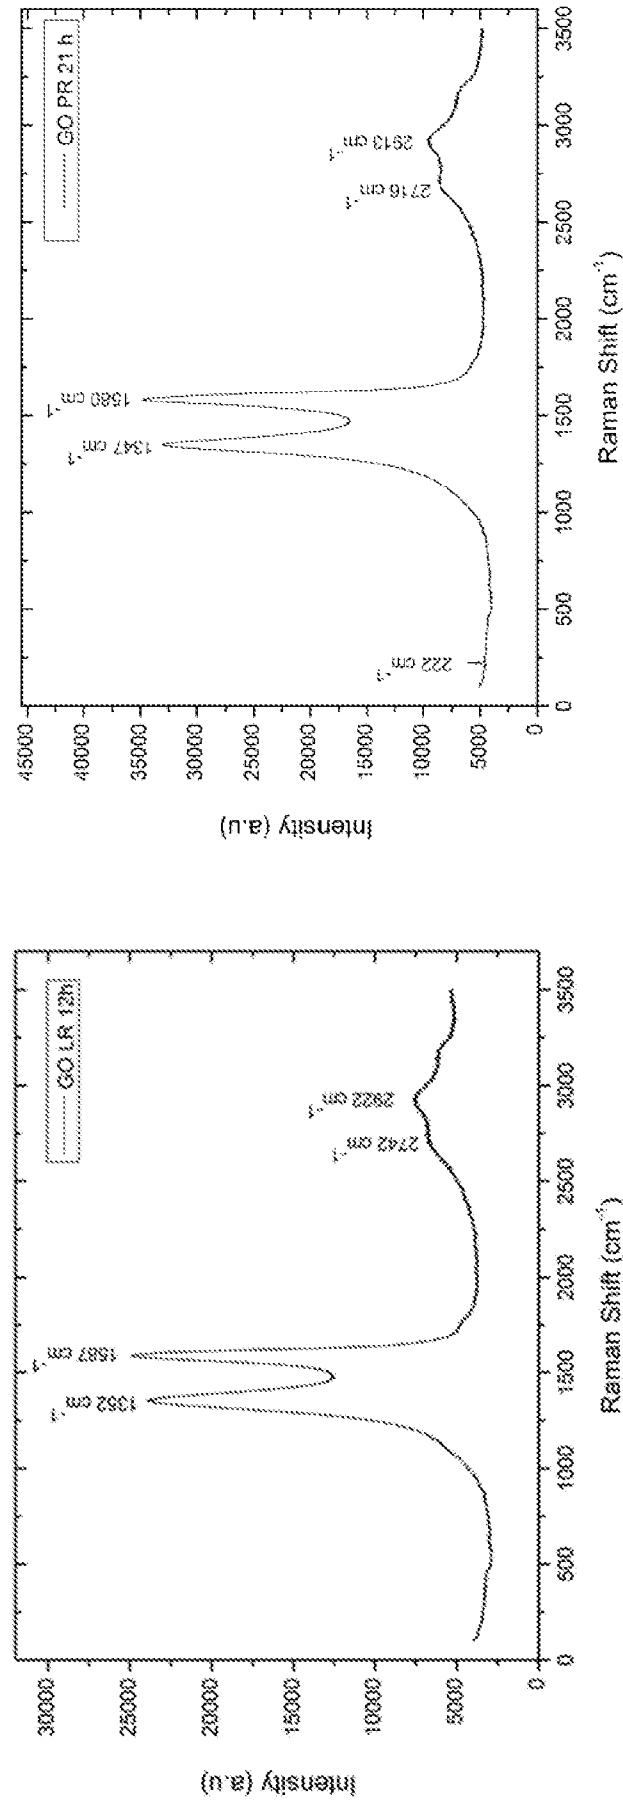 GO LR 12h
30000
25000
20000
15000
10000
5000
0
Intensity (a.u)
1352 cm-1
1587 cm-1
2742 cm-1
2922 cm-1
0 500 1000 1500 2000 2500 3000 3500
Raman Shift (cm-1)
GO PR 21 h
45000
40000
35000
30000
25000
20000
15000
10000
5000
0
Intensity (a.u)
222 cm-1
1347 cm-1
1580 cm-1
2716 cm-1
2913 cm-1
0 500 1000 1500 2000 2500 3000 3500
Raman Shift (cm-1)